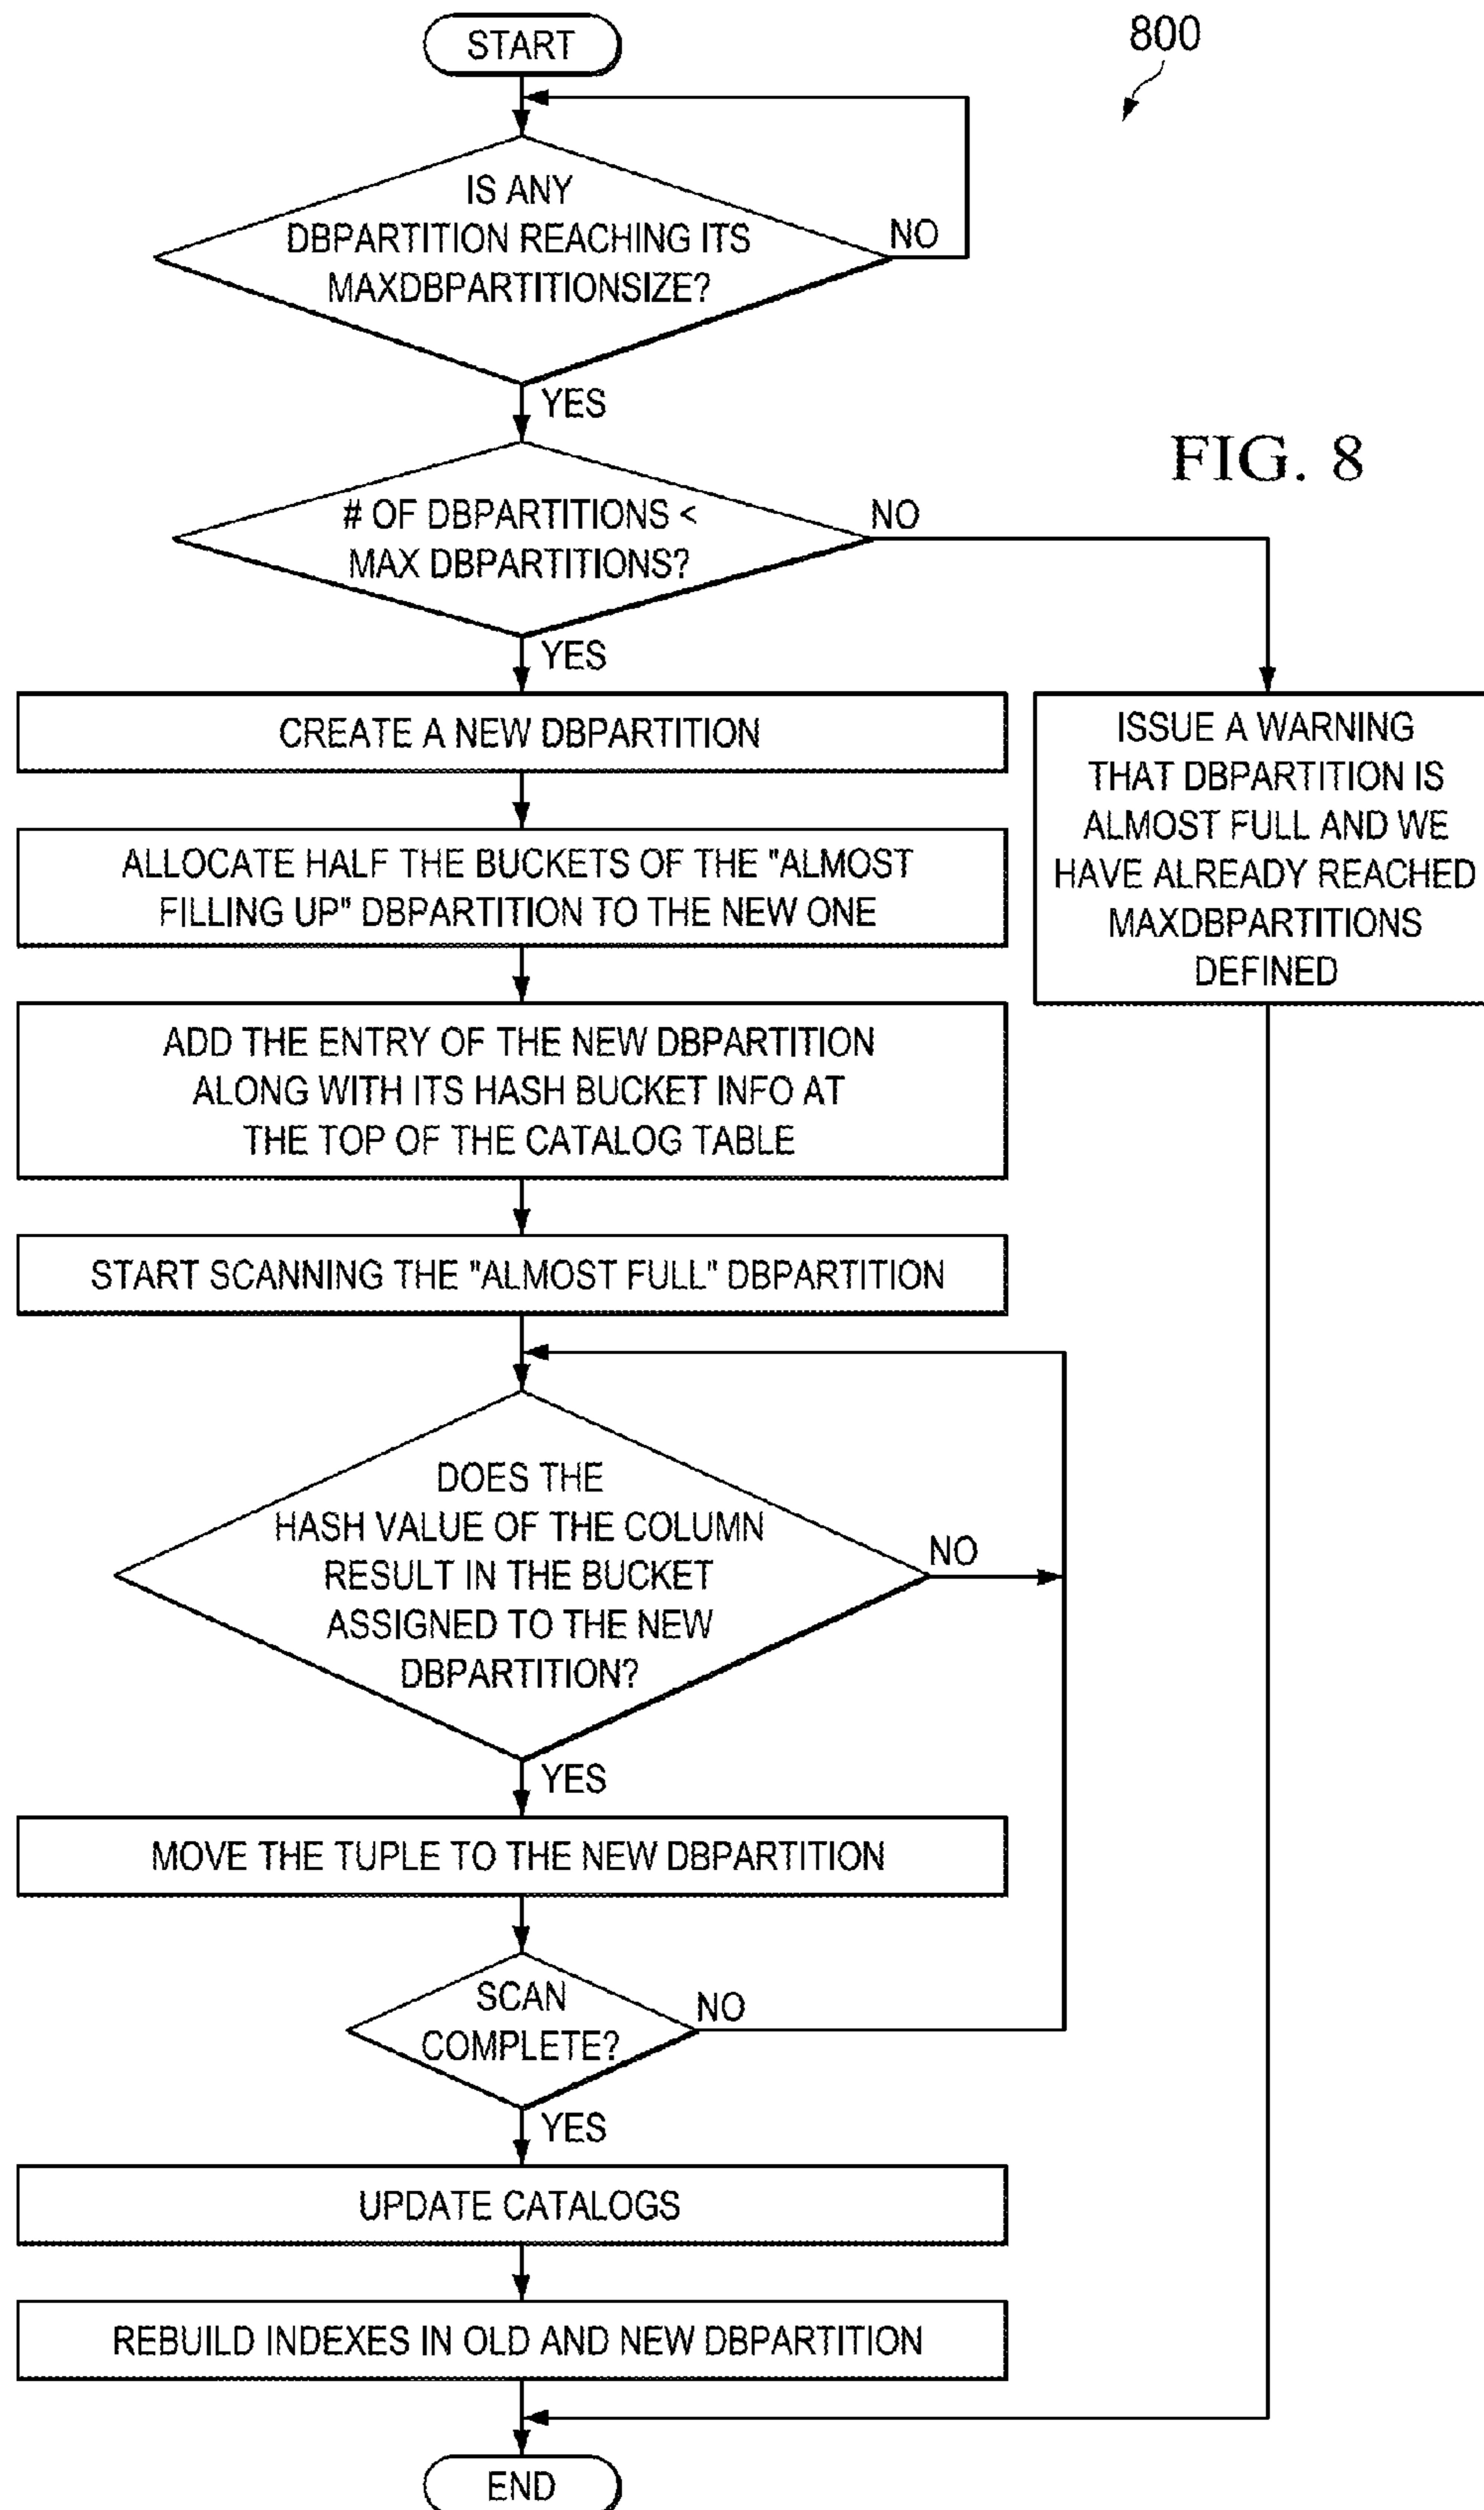 START
800
IS ANY
DBPARTITION REACHING ITS
MAXDBPARTITIONSIZE?
NO
YES
FIG. 8
# OF DBPARTITIONS <
MAX DBPARTITIONS?
NO
YES
CREATE A NEW DBPARTITION
ISSUE A WARNING
THAT DBPARTITION IS
ALMOST FULL AND WE
HAVE ALREADY REACHED
MAXDBPARTITIONS
DEFINED
ALLOCATE HALF THE BUCKETS OF THE "ALMOST
FILLING UP" DBPARTITION TO THE NEW ONE
ADD THE ENTRY OF THE NEW DBPARTITION
ALONG WITH ITS HASH BUCKET INFO AT
THE TOP OF THE CATALOG TABLE
START SCANNING THE "ALMOST FULL" DBPARTITION
DOES THE
HASH VALUE OF THE COLUMN
RESULT IN THE BUCKET
ASSIGNED TO THE NEW
DBPARTITION?
NO
YES
MOVE THE TUPLE TO THE NEW DBPARTITION
SCAN
COMPLETE?
NO
YES
UPDATE CATALOGS
REBUILD INDEXES IN OLD AND NEW DBPARTITION
END